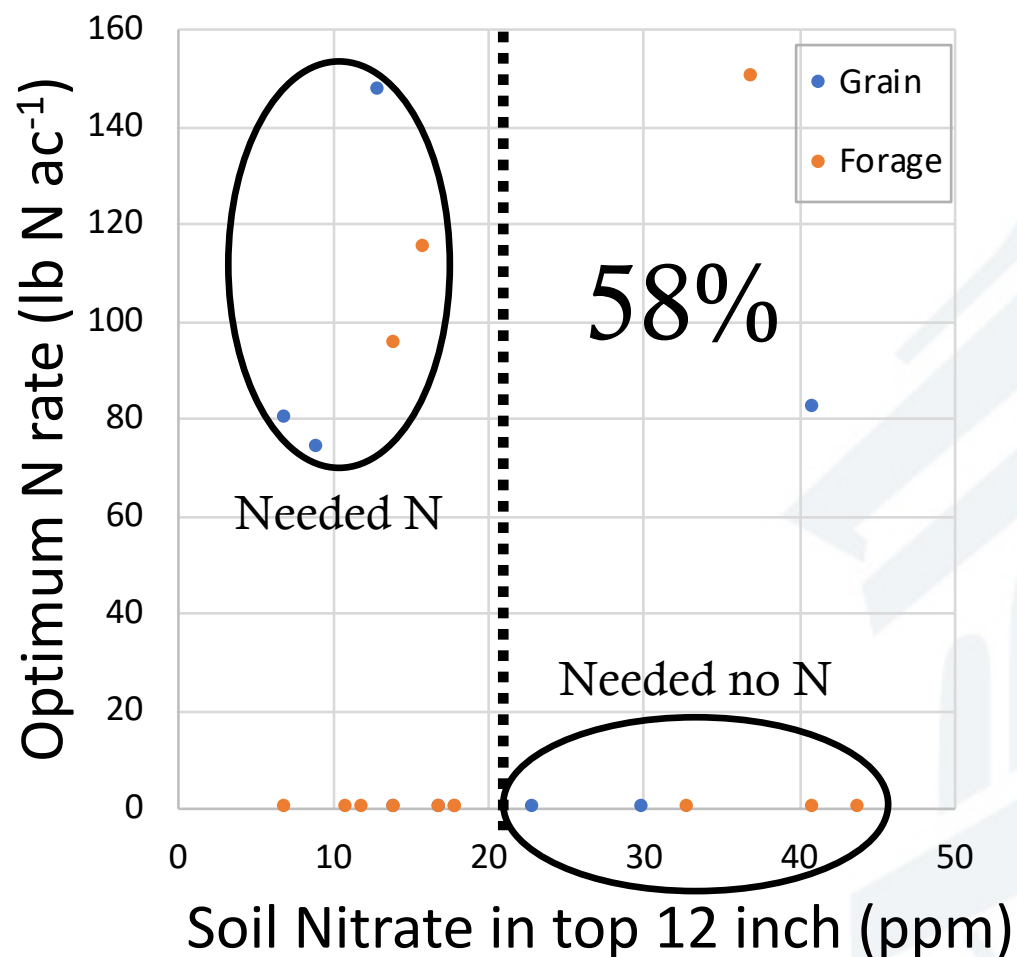 160
140
120
100
80
60
40
20
0
0 10 20 30 40 50
Optimum N rate (lb N ac-1)
Soil Nitrate in top 12 inch (ppm)
Grain
Forage
58%
Needed N
Needed no N